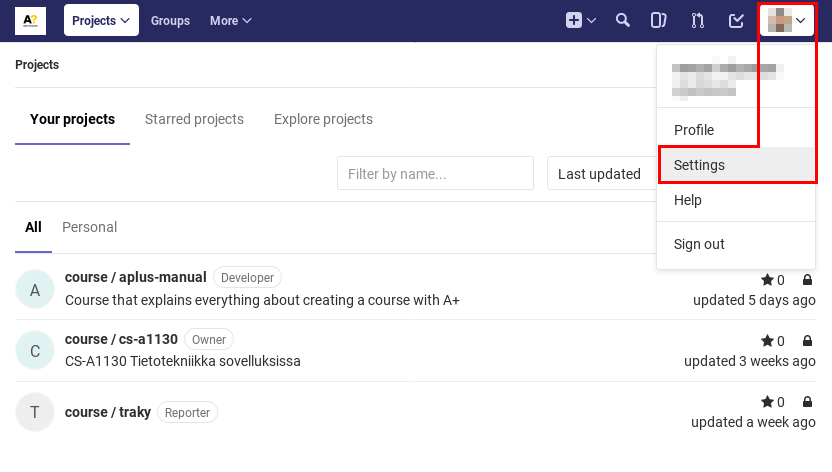 A?
Projects
Groups
More
Projects
Your projects
Starred projects
Explore projects
Profile
Filter by name...
Last updated
Settings
Help
All
Personal
Sign out
A
course / aplus-manual
Developer
0
Course that explains everything about creating a course with A+
updated 5 days ago
C
course / cs-a1130
Owner
0
CS-A1130 Tietotekniikka sovelluksissa
updated 3 weeks ago
T
course / traky
Reporter
0
updated a week ago